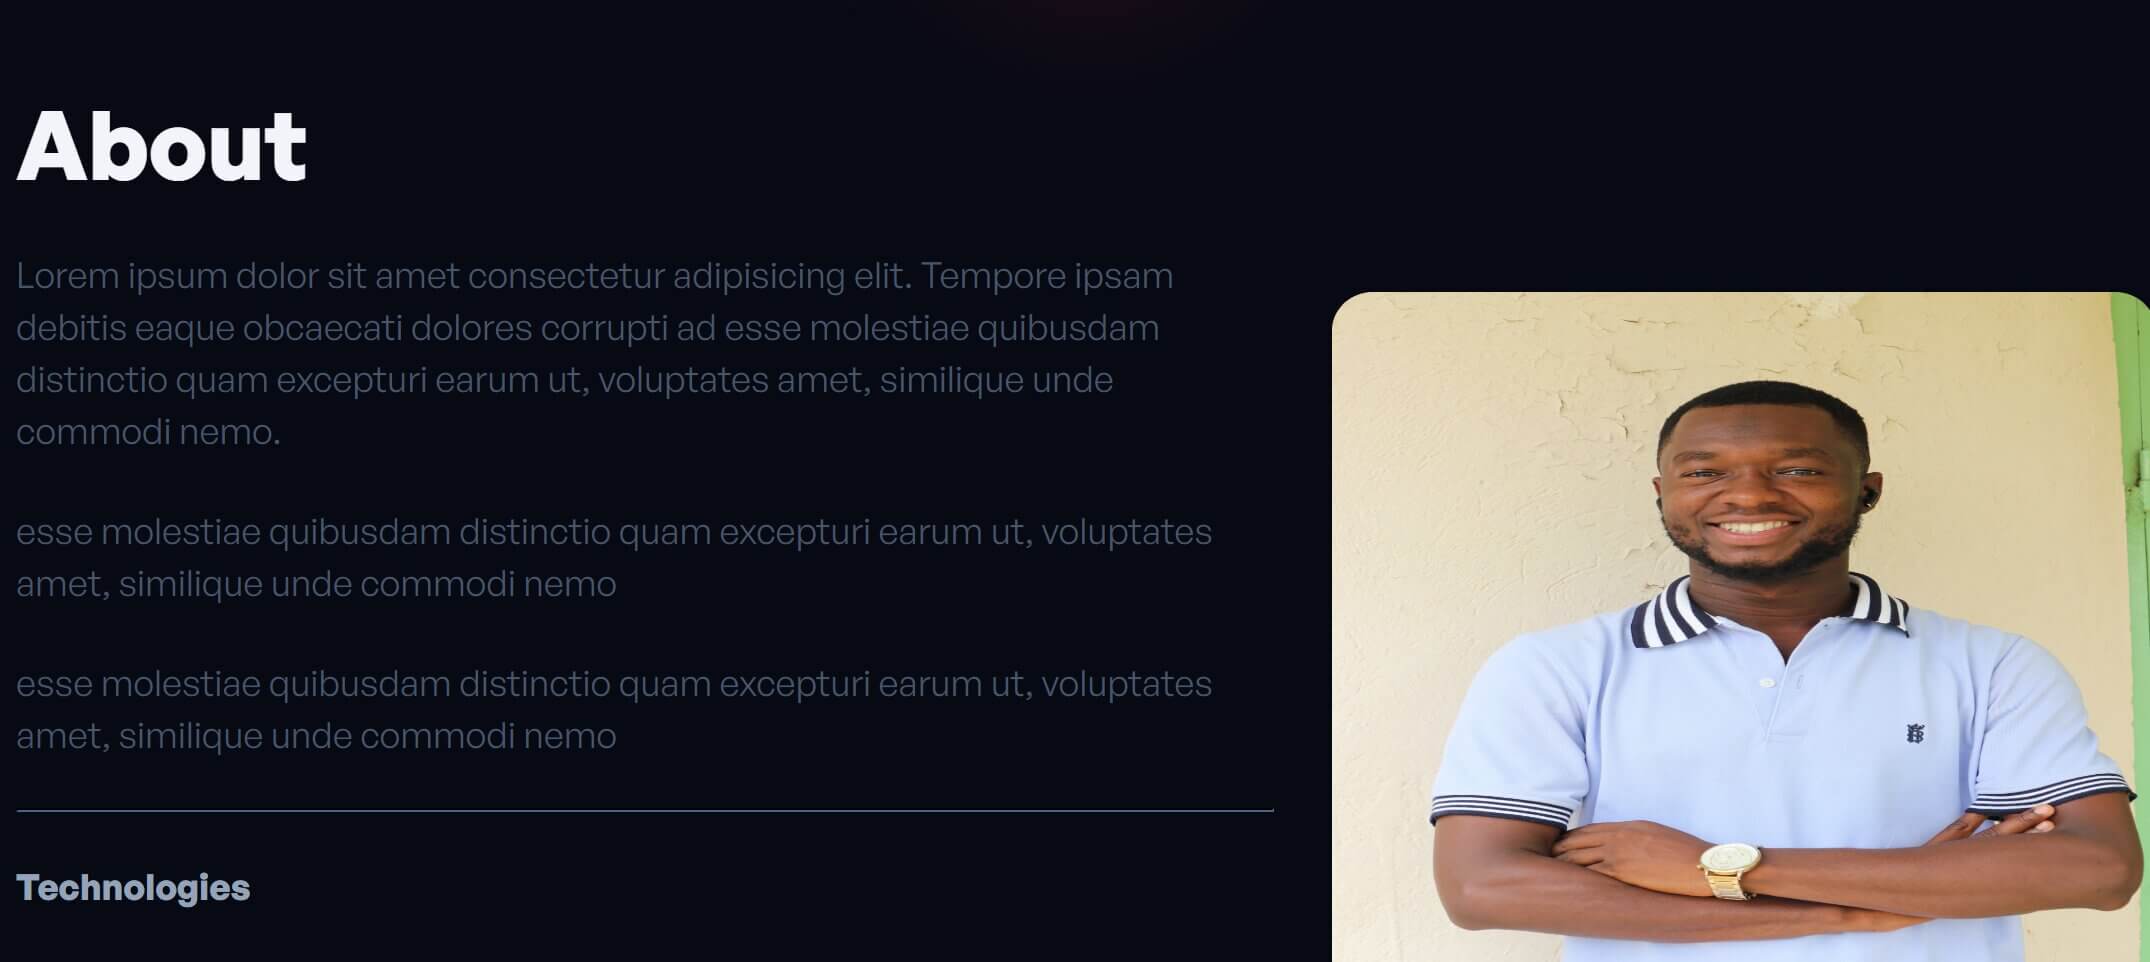 About
Lorem ipsum dolor sit amet consectetur adipisicing elit. Tempore ipsam
debitis eaque obcaecati dolores corrupti ad esse molestiae quibusdam
distinctio quam excepturi earum ut, voluptates amet, similique unde
commodi nemo.
esse molestiae quibusdam distinctio quam excepturi earum ut, voluptates
amet, similique unde commodi nemo
esse molestiae quibusdam distinctio quam excepturi earum ut, voluptates
amet, similique unde commodi nemo
Technologies